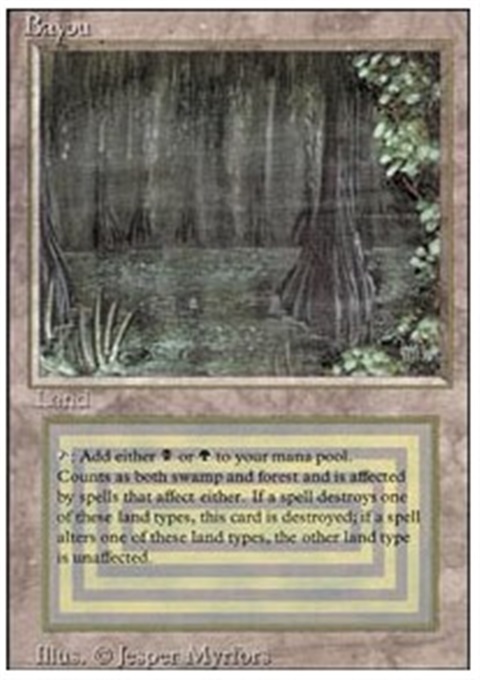 Bayou
Land
: Add either or to your mana pool.
Counts as both swamp and forest and is affected
by spells that affect either. If a spell destroys one
of these land types, this card is destroyed; if a spell
alters one of these land types, the other land type
is unaffected.
Illus. © Jesper Myrfors